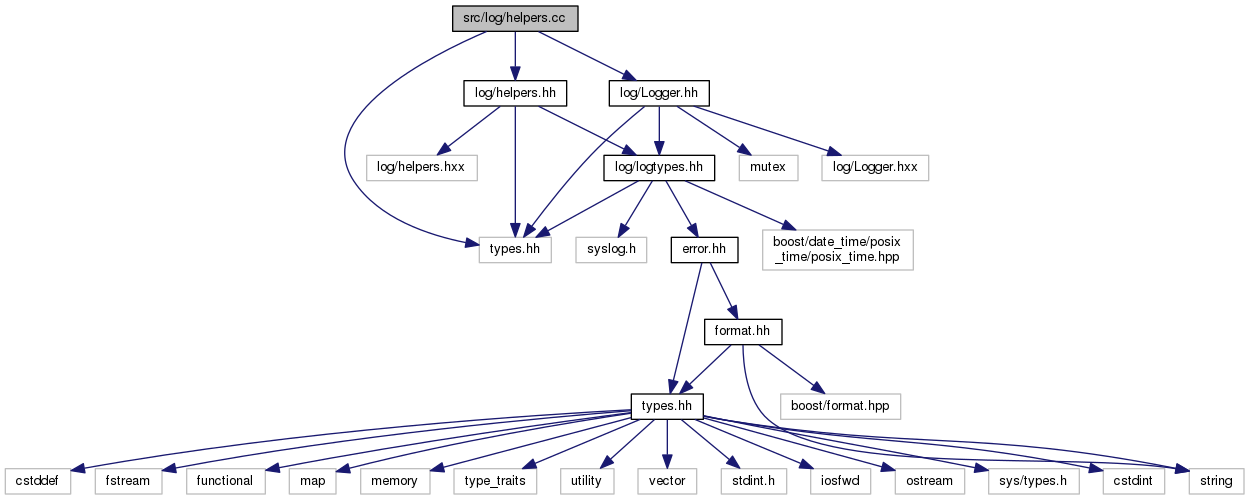 src/log/helpers.cc
log/helpers.hh
log/Logger.hh
log/helpers.hxx
log/logtypes.hh
mutex
log/Logger.hxx
types.hh
syslog.h
error.hh
boost/date_time/posix
_time/posix_time.hpp
format.hh
types.hh
boost/format.hpp
cstddef
fstream
functional
map
memory
type_traits
utility
vector
stdint.h
iosfwd
ostream
sys/types.h
cstdint
string